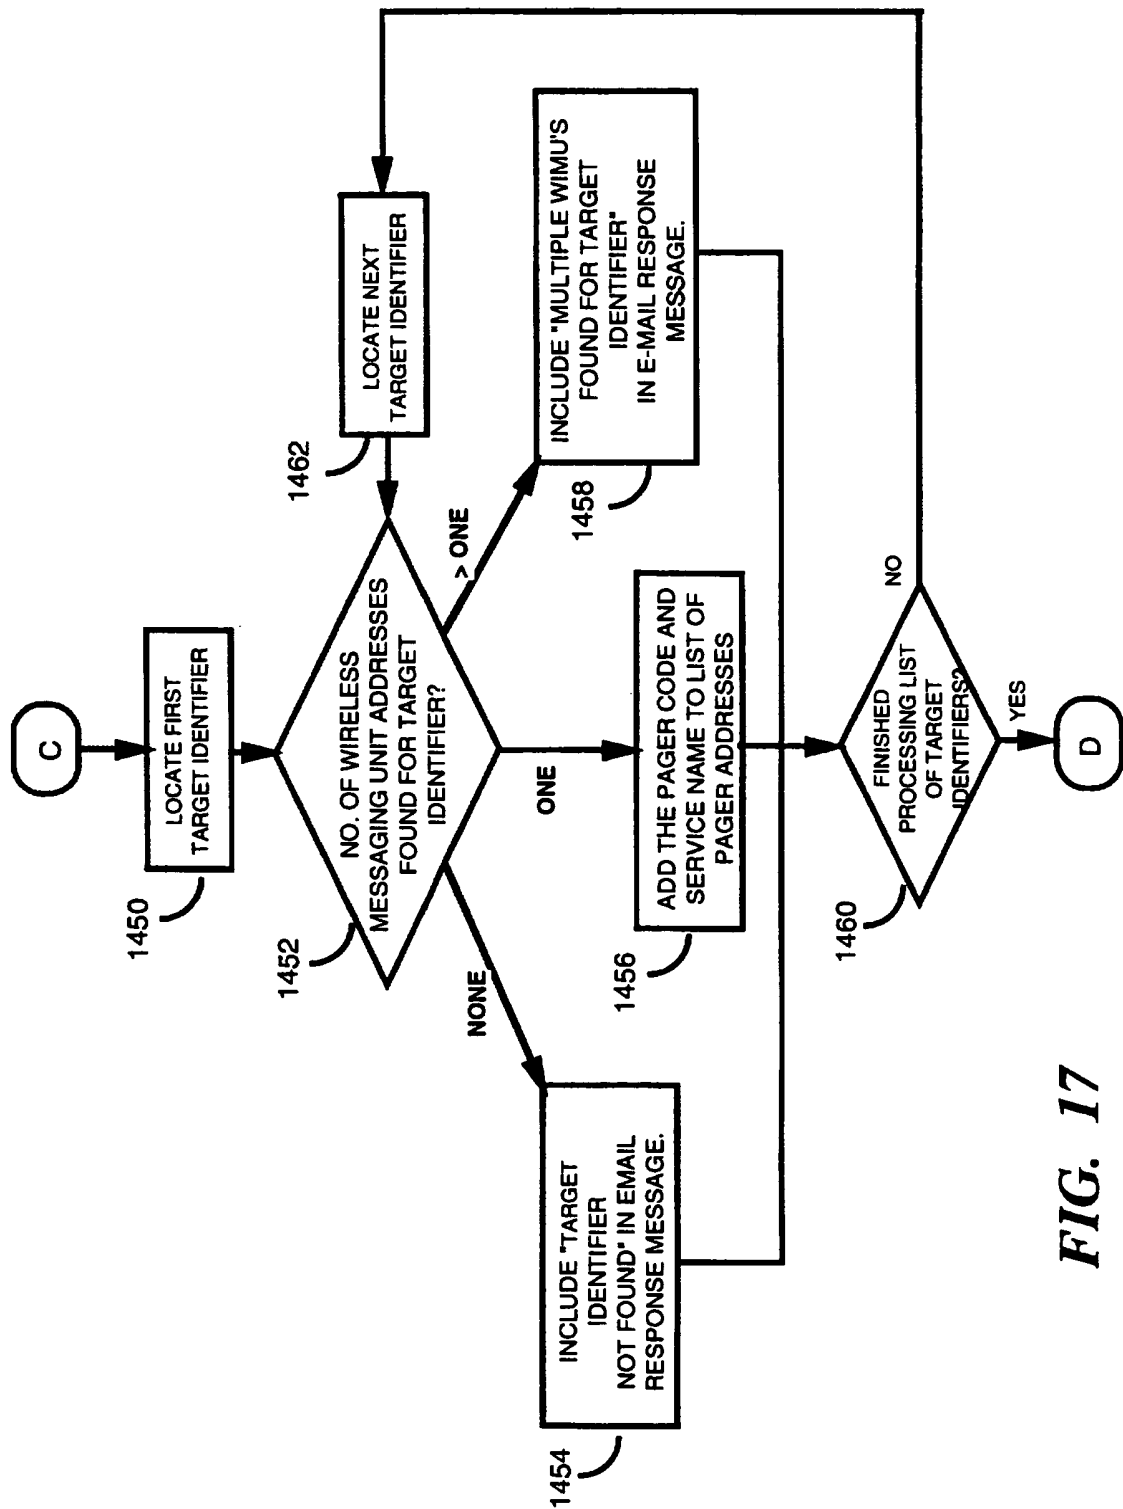 C
LOCATE FIRST
TARGET IDENTIFIER
1450
NO. OF WIRELESS
MESSAGING UNIT ADDRESSES
FOUND FOR TARGET
IDENTIFIER?
1452
LOCATE NEXT
TARGET IDENTIFIER
1462
NONE
ONE
> ONE
INCLUDE "TARGET
IDENTIFIER
NOT FOUND" IN EMAIL
RESPONSE MESSAGE.
1454
ADD THE PAGER CODE AND
SERVICE NAME TO LIST OF
PAGER ADDRESSES
1456
INCLUDE "MULTIPLE WIMU'S
FOUND FOR TARGET
IDENTIFIER"
IN E-MAIL RESPONSE
MESSAGE.
1458
FINISHED
PROCESSING LIST
OF TARGET
IDENTIFIERS?
1460
NO
YES
D
FIG. 17